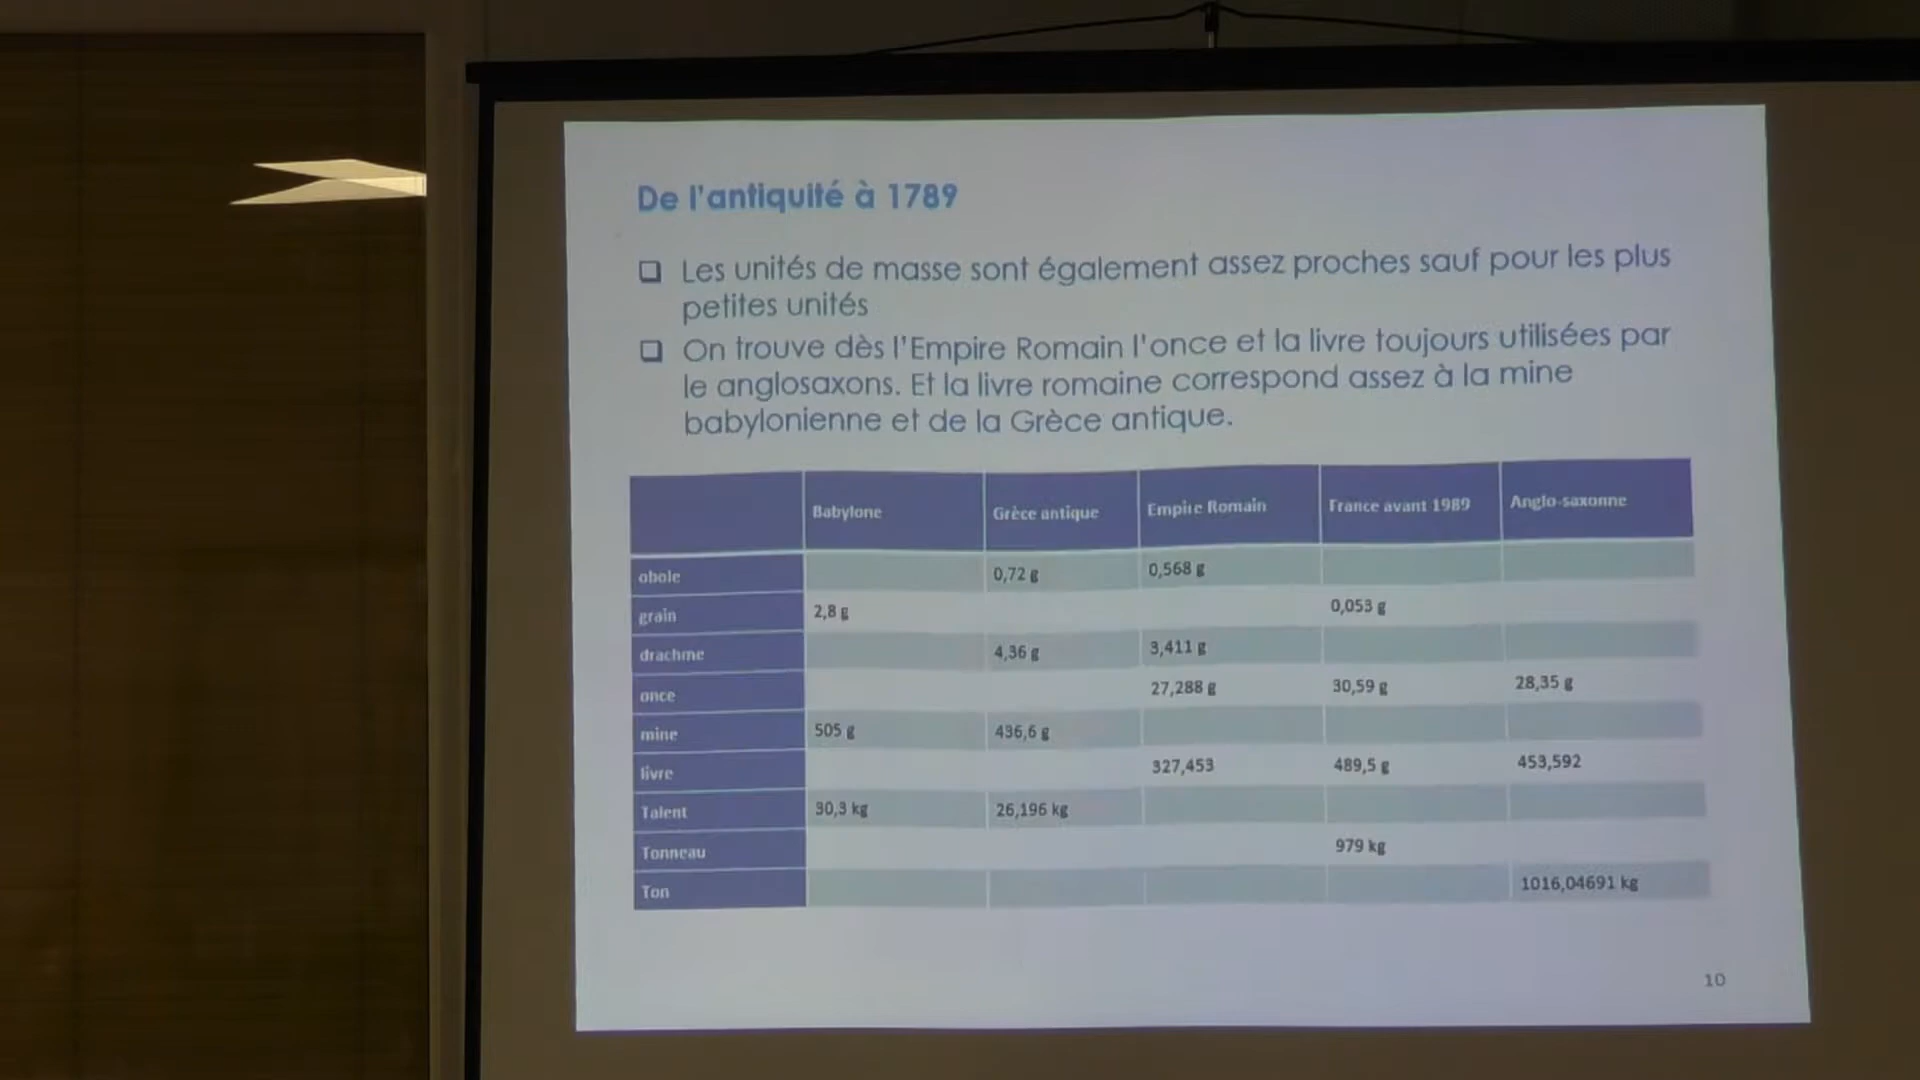 De l'antiquité à 1789
❑ Les unités de masse sont également assez proches sauf pour les plus
petites unités
❑ On trouve dès l'Empire Romain l'once et la livre toujours utilisées par
le anglosaxons. Et la livre romaine correspond assez à la mine
babylonienne et de la Grèce antique.
Babylone Grèce antique Empire Romain France avant 1989 Anglo-saxonne
obole 0,72 g 0,568 g
grain 2,8 g 0,053 g
drachme 4,36 g 3,411 g
once 27,288 g 30,59 g 28,35 g
mine 505 g 436,6 g
livre 327,453 489,5 g 453,592
Talent 30,3 kg 26,196 kg
Tonneau 979 kg
Ton 1016,04691 kg
10